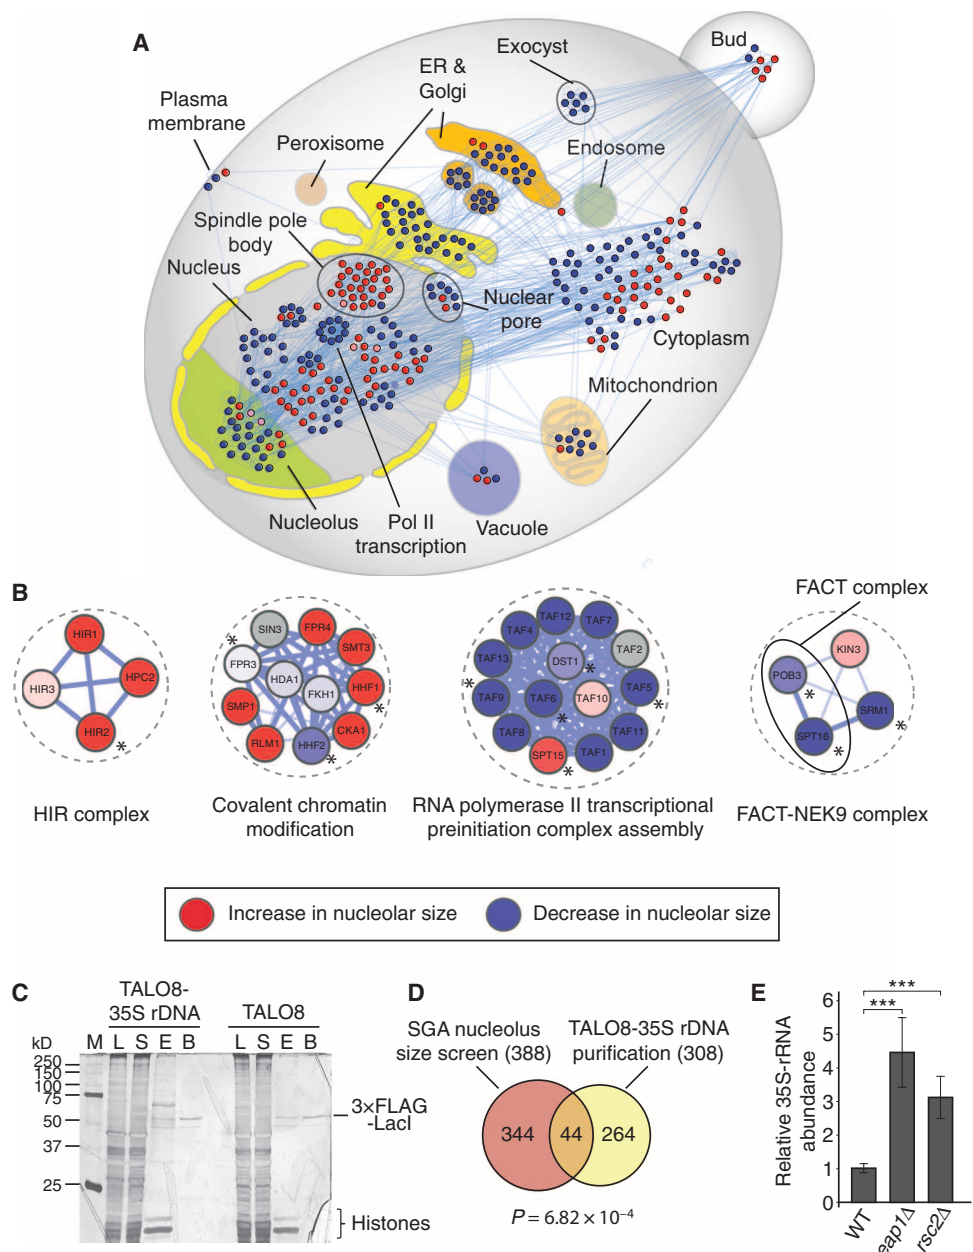 A
Bud
Exocyst
ER &
Golgi
Plasma
membrane
Peroxisome
Endosome
Spindle pole
body
Nucleus
Nuclear
pore
Cytoplasm
Mitochondrion
Nucleolus
Pol II
transcription
Vacuole
B
HIR1
HIR3
HPC2
HIR2
*
HIR complex
SIN3
FPR4
*
SMT3
FPR3
HDA1
HHF1
FKH1
*
SMP1
CKA1
RLM1
HHF2
*
Covalent chromatin
modification
TAF12
TAF4
TAF7
TAF13
DST1
TAF2
*
*
TAF5
TAF9
TAF6
TAF10
*
*
TAF8
TAF11
SPT15
TAF1
*
RNA polymerase II transcriptional
preinitiation complex assembly
FACT complex
KIN3
POB3
*
SRM1
*
SPT16
*
FACT-NEK9 complex
Increase in nucleolar size
Decrease in nucleolar size
C
TALO8-
35S rDNA
TALO8
kD
M L S E B L S E B
250
150
100
75
50
37
25
3×FLAG
-LacI
Histones
D
SGA nucleolus
size screen (388)
TALO8-35S rDNA
purification (308)
344
44
264
P = 6.82 × 10⁻⁴
E
Relative 35S-rRNA
abundance
6
5
4
3
2
1
0
***
***
WT
eap1Δ
rsc2Δ